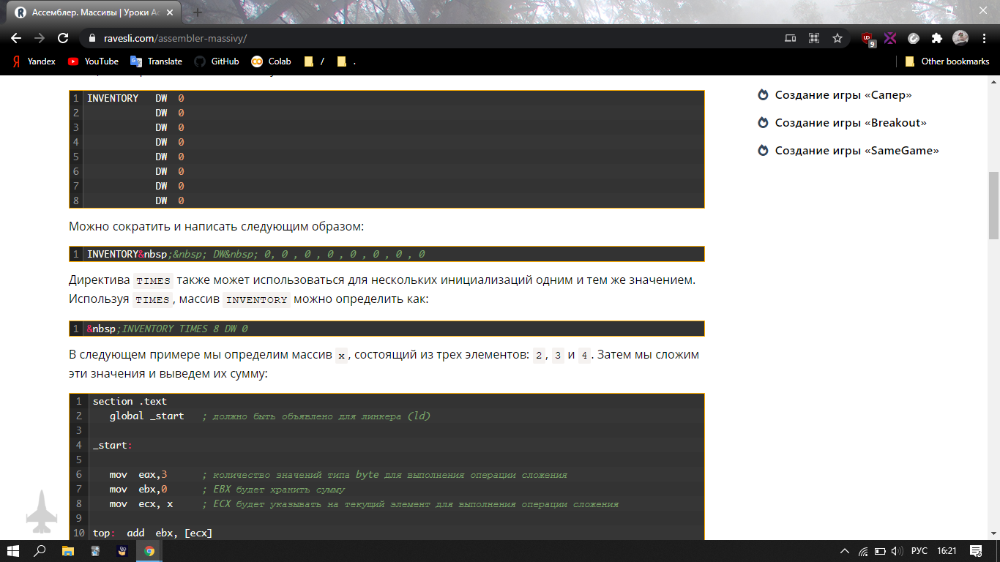 Ассемблер. Массивы | Уроки Ас
ravesli.com/assembler-massivy/
9
Yandex YouTube Translate GitHub Colab / . Other bookmarks
1 INVENTORY DW 0
2 DW 0
3 DW 0
4 DW 0
5 DW 0
6 DW 0
7 DW 0
8 DW 0
Можно сократить и написать следующим образом:
1 INVENTORY&nbsp;&nbsp; DW&nbsp; 0, 0 , 0 , 0 , 0 , 0 , 0 , 0
Директива TIMES также может использоваться для нескольких инициализаций одним и тем же значением.
Используя TIMES, массив INVENTORY можно определить как:
1 &nbsp;INVENTORY TIMES 8 DW 0
В следующем примере мы определим массив x, состоящий из трех элементов: 2, 3 и 4. Затем мы сложим
эти значения и выведем их сумму:
1 section .text
2 global _start ; должно быть объявлено для линкера (ld)
3
4 _start:
5
6 mov eax,3 ; количество значений типа byte для выполнения операции сложения
7 mov ebx,0 ; EBX будет хранить сумму
8 mov ecx, x ; ECX будет указывать на текущий элемент для выполнения операции сложения
9
10 top: add ebx, [ecx]
Создание игры «Сапер»
Создание игры «Breakout»
Создание игры «SameGame»
РУС 16:21